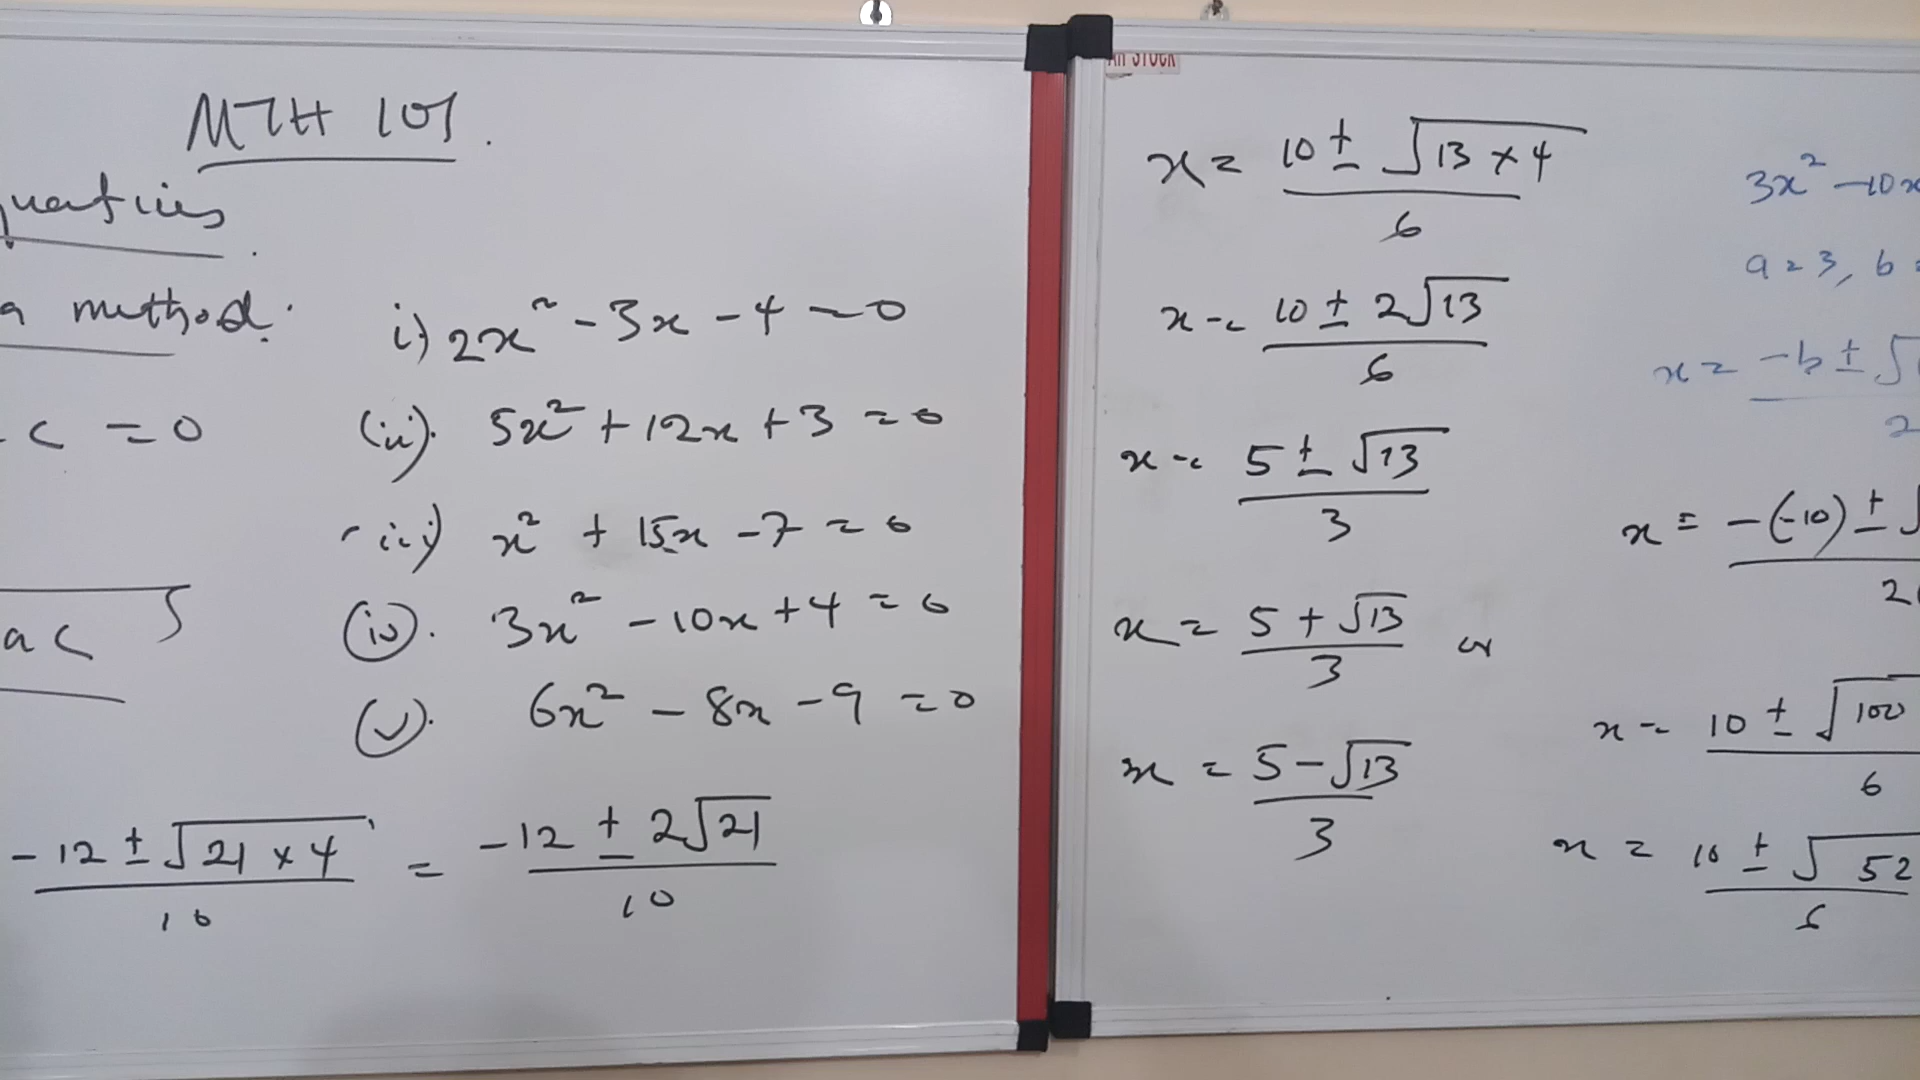 MTH 101.
method.
i) 2x² - 3x - 4 = 0
c = 0
(ii). 5x² + 12x + 3 = 0
iii) x² + 15x - 7 = 0
ac
(iv). 3x² - 10x + 4 = 0
(v). 6x² - 8x - 9 = 0
-12 ± √21 × 4 / 10 = -12 ± 2√21 / 10
STOCK
x = 10 ± √13 × 4 / 6
x = 10 ± 2√13 / 6
x = 5 ± √13 / 3
x = 5 + √13 / 3 or
x = 5 - √13 / 3
3x² - 10x
a = 3, b =
x = -b ± √ / 2
x = -(-10) ± √ / 2(
x = 10 ± √100 / 6
x = 10 ± √52 / 6